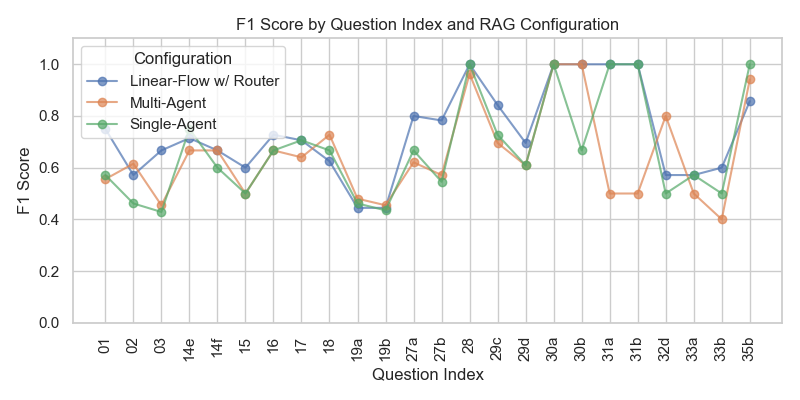 F1 Score by Question Index and RAG Configuration
Configuration
Linear-Flow w/ Router
Multi-Agent
Single-Agent
F1 Score
1.0
0.8
0.6
0.4
0.2
0.0
01
02
03
14e
14f
15
16
17
18
19a
19b
27a
27b
28
29c
29d
30a
30b
31a
31b
32d
33a
33b
35b
Question Index